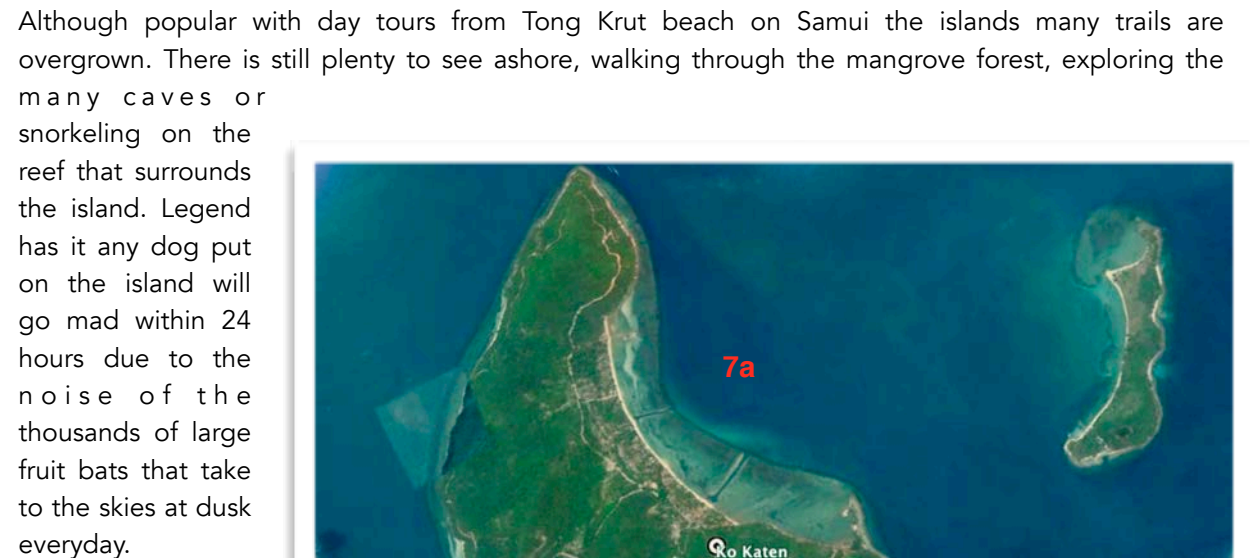 Although popular with day tours from Tong Krut beach on Samui the islands many trails are
overgrown. There is still plenty to see ashore, walking through the mangrove forest, exploring the
many caves or
snorkeling on the
reef that surrounds
the island. Legend
has it any dog put
on the island will
go mad within 24
hours due to the
noise of the
thousands of large
fruit bats that take
to the skies at dusk
everyday.
7a
Ko Katen